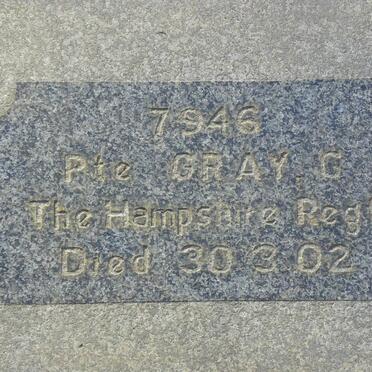 7946
Pte GRAY, G
The Hampshire Regt
Died 30.3.02